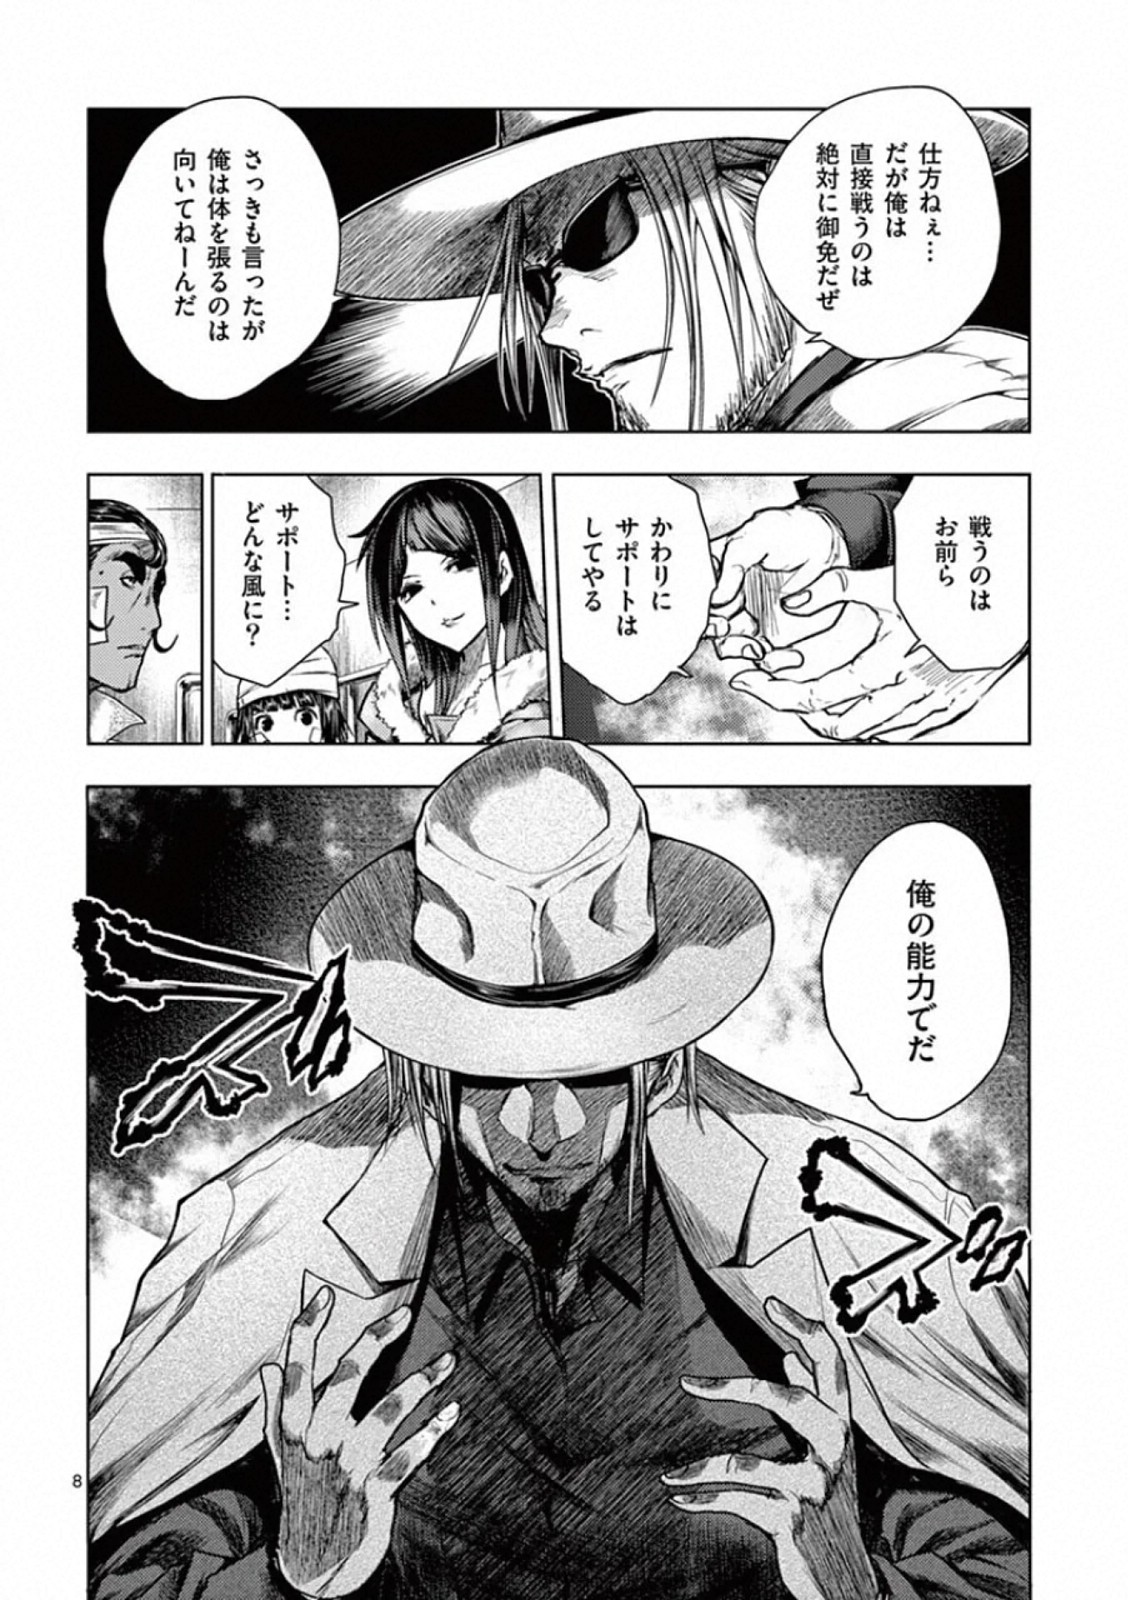 仕方ねぇ…
だが俺は
直接戦うのは
絶対に御免だぜ
さっきも言ったが
俺は体を張るのは
向いてねーんだ
戦うのは
お前ら
かわりに
サポートは
してやる
サポート…
どんな風に?
俺の能力でだ
8